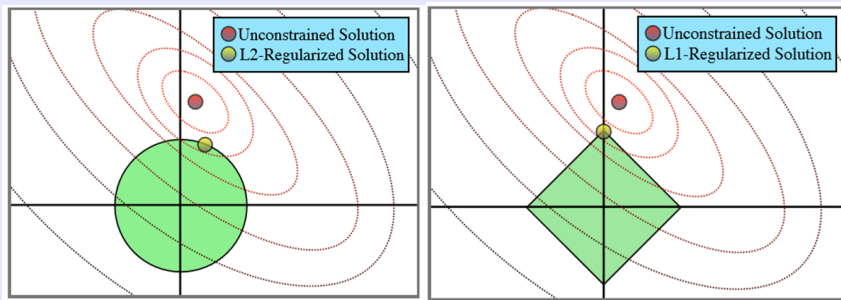 Unconstrained Solution
L2-Regularized Solution
Unconstrained Solution
L1-Regularized Solution